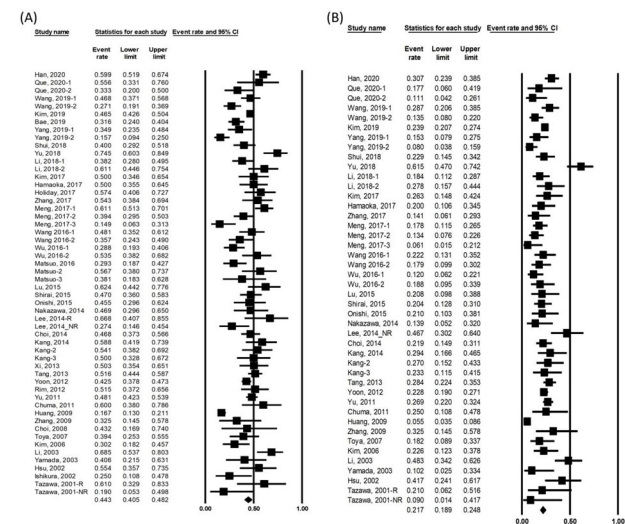 (A)
Study name Statistics for each study Event rate and 95% CI
Event rate Lower limit Upper limit
Han, 2020 0.599 0.519 0.674
Que, 2020-1 0.556 0.331 0.760
Que, 2020-2 0.333 0.200 0.500
Wang, 2019-1 0.468 0.371 0.568
Wang, 2019-2 0.271 0.191 0.369
Kim, 2019 0.465 0.426 0.504
Bae, 2019 0.316 0.240 0.404
Yang, 2019-1 0.349 0.235 0.484
Yang, 2019-2 0.157 0.094 0.250
Shui, 2018 0.400 0.292 0.518
Yu, 2018 0.745 0.603 0.849
Li, 2018-1 0.382 0.280 0.495
Li, 2018-2 0.611 0.446 0.754
Kim, 2017 0.500 0.346 0.654
Hamaoka, 2017 0.500 0.355 0.645
Holiday, 2017 0.574 0.406 0.727
Zhang, 2017 0.543 0.384 0.694
Meng, 2017-1 0.611 0.513 0.701
Meng, 2017-2 0.394 0.295 0.503
Meng, 2017-3 0.149 0.063 0.313
Wang 2016-1 0.481 0.352 0.612
Wang 2016-2 0.357 0.243 0.490
Wu, 2016-1 0.288 0.193 0.406
Wu, 2016-2 0.535 0.382 0.682
Matsuo, 2016 0.293 0.187 0.427
Matsuo-2 0.567 0.380 0.737
Matsuo-3 0.381 0.183 0.628
Lu, 2015 0.624 0.442 0.776
Shirai, 2015 0.470 0.360 0.583
Onishi, 2015 0.455 0.296 0.624
Nakazawa, 2014 0.469 0.296 0.650
Lee, 2014-R 0.668 0.407 0.855
Lee, 2014_NR 0.274 0.146 0.454
Choi, 2014 0.468 0.373 0.566
Kang, 2014 0.588 0.419 0.739
Kang-2 0.541 0.382 0.692
Kang-3 0.500 0.328 0.672
Xi, 2013 0.503 0.354 0.651
Tang, 2013 0.516 0.444 0.587
Yoon, 2012 0.425 0.378 0.473
Rim, 2012 0.515 0.372 0.656
Yu, 2011 0.481 0.423 0.539
Chuma, 2011 0.600 0.380 0.786
Huang, 2009 0.167 0.130 0.211
Zhang, 2009 0.325 0.145 0.578
Choi, 2008 0.432 0.169 0.740
Toya, 2007 0.394 0.253 0.555
Kim, 2006 0.302 0.182 0.457
Li, 2003 0.685 0.537 0.803
Yamada, 2003 0.406 0.215 0.631
Hsu, 2002 0.554 0.357 0.735
Ishikura, 2002 0.250 0.108 0.478
Tazawa, 2001-R 0.610 0.329 0.833
Tazawa, 2001-NR 0.190 0.053 0.498
0.443 0.405 0.482
0.00 0.50 1.00
(B)
Study name Statistics for each study Event rate and 95% CI
Event rate Lower limit Upper limit
Han, 2020 0.307 0.239 0.385
Que, 2020-1 0.177 0.060 0.419
Que, 2020-2 0.111 0.042 0.261
Wang, 2019-1 0.287 0.206 0.385
Wang, 2019-2 0.135 0.080 0.220
Kim, 2019 0.239 0.207 0.274
Yang, 2019-1 0.153 0.079 0.275
Yang, 2019-2 0.080 0.038 0.159
Shui, 2018 0.229 0.145 0.342
Yu, 2018 0.615 0.470 0.742
Li, 2018-1 0.184 0.112 0.287
Li, 2018-2 0.278 0.157 0.444
Kim, 2017 0.263 0.148 0.424
Hamaoka, 2017 0.200 0.106 0.345
Zhang, 2017 0.141 0.061 0.293
Meng, 2017-1 0.178 0.115 0.265
Meng, 2017-2 0.134 0.076 0.226
Meng, 2017-3 0.061 0.015 0.212
Wang 2016-1 0.222 0.131 0.352
Wang 2016-2 0.179 0.099 0.302
Wu, 2016-1 0.120 0.062 0.221
Wu, 2016-2 0.188 0.095 0.339
Lu, 2015 0.208 0.098 0.388
Shirai, 2015 0.204 0.128 0.310
Onishi, 2015 0.210 0.103 0.381
Nakazawa, 2014 0.139 0.052 0.320
Lee, 2014_NR 0.467 0.302 0.640
Choi, 2014 0.219 0.149 0.311
Kang, 2014 0.294 0.166 0.465
Kang-2 0.270 0.152 0.433
Kang-3 0.233 0.115 0.415
Tang, 2013 0.284 0.224 0.353
Yoon, 2012 0.228 0.190 0.271
Yu, 2011 0.269 0.220 0.324
Chuma, 2011 0.250 0.108 0.478
Huang, 2009 0.055 0.035 0.086
Zhang, 2009 0.325 0.145 0.578
Toya, 2007 0.182 0.089 0.337
Kim, 2006 0.226 0.123 0.378
Li, 2003 0.483 0.342 0.626
Yamada, 2003 0.102 0.025 0.334
Hsu, 2002 0.417 0.241 0.617
Tazawa, 2001-R 0.210 0.062 0.516
Tazawa, 2001-NR 0.090 0.014 0.417
0.217 0.189 0.248
0.00 0.50 1.00